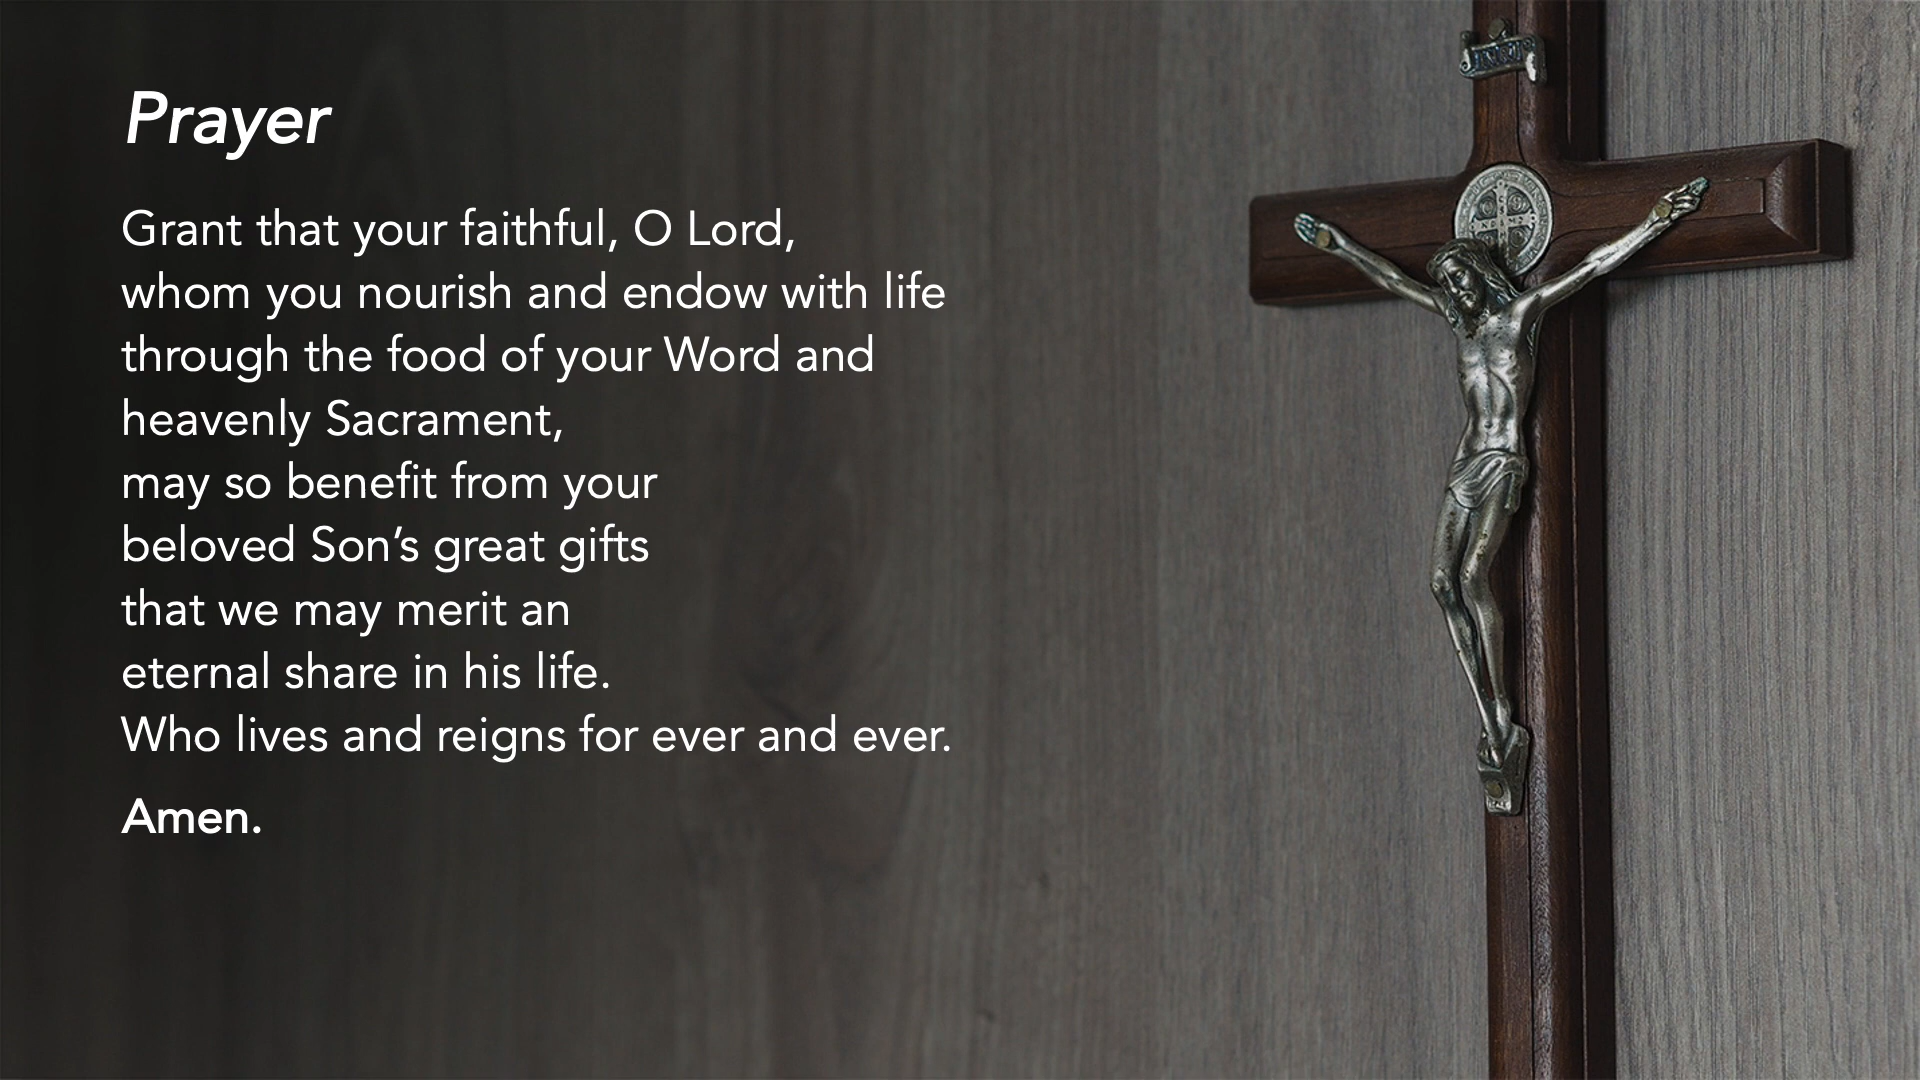 Prayer
Grant that your faithful, O Lord,
whom you nourish and endow with life
through the food of your Word and
heavenly Sacrament,
may so benefit from your
beloved Son’s great gifts
that we may merit an
eternal share in his life.
Who lives and reigns for ever and ever.
Amen.